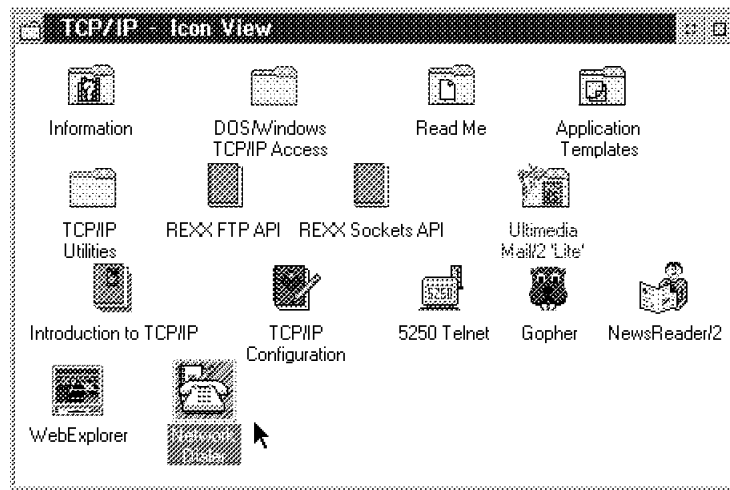 TCP/IP - Icon View
Information
DOS/Windows
TCP/IP Access
Read Me
Application
Templates
TCP/IP
Utilities
REXX FTP API
REXX Sockets API
Ultimedia
Mail/2 'Lite'
Introduction to TCP/IP
TCP/IP
Configuration
5250
5250 Telnet
Gopher
NewsReader/2
WebExplorer
Network
Dialer